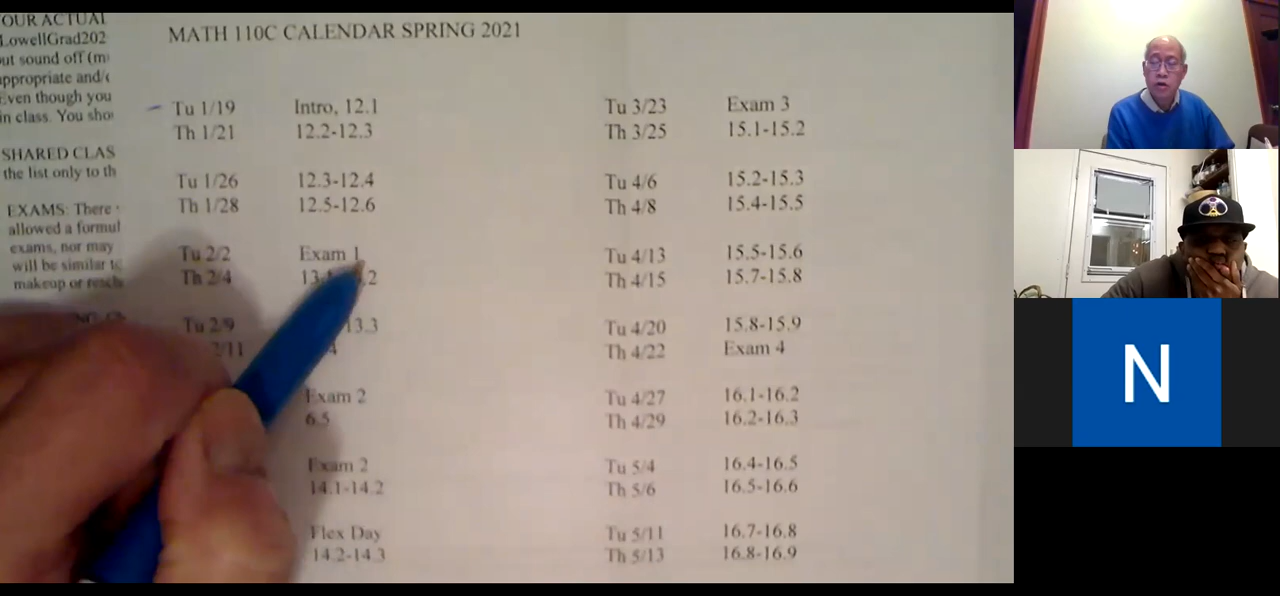 OUR ACTUAL
LowellGrad202
ut sound off
appropriate and/
Even though you
in class. You
SHARED CLAS
the list only to th
EXAMS: There
allowed a formul
exams, nor may
will be similar
makeup or
MATH 110C CALENDAR SPRING 2021
Tu 1/19 Intro, 12.1
Th 1/21 12.2-12.3
Tu 1/26 12.3-12.4
Th 1/28 12.5-12.6
Tu 2/2 Exam 1
Th 2/4
Tu 2/9 13.3
2/11
Exam 2
6.5
Exam 2
14.1-14.2
Flex Day
14.2-14.3
Tu 3/23 Exam 3
Th 3/25 15.1-15.2
Tu 4/6 15.2-15.3
Th 4/8 15.4-15.5
Tu 4/13 15.5-15.6
Th 4/15 15.7-15.8
Tu 4/20 15.8-15.9
Th 4/22 Exam 4
Tu 4/27 16.1-16.2
Th 4/29 16.2-16.3
Tu 5/4 16.4-16.5
Th 5/6 16.5-16.6
Tu 5/11 16.7-16.8
Th 5/13 16.8-16.9
N